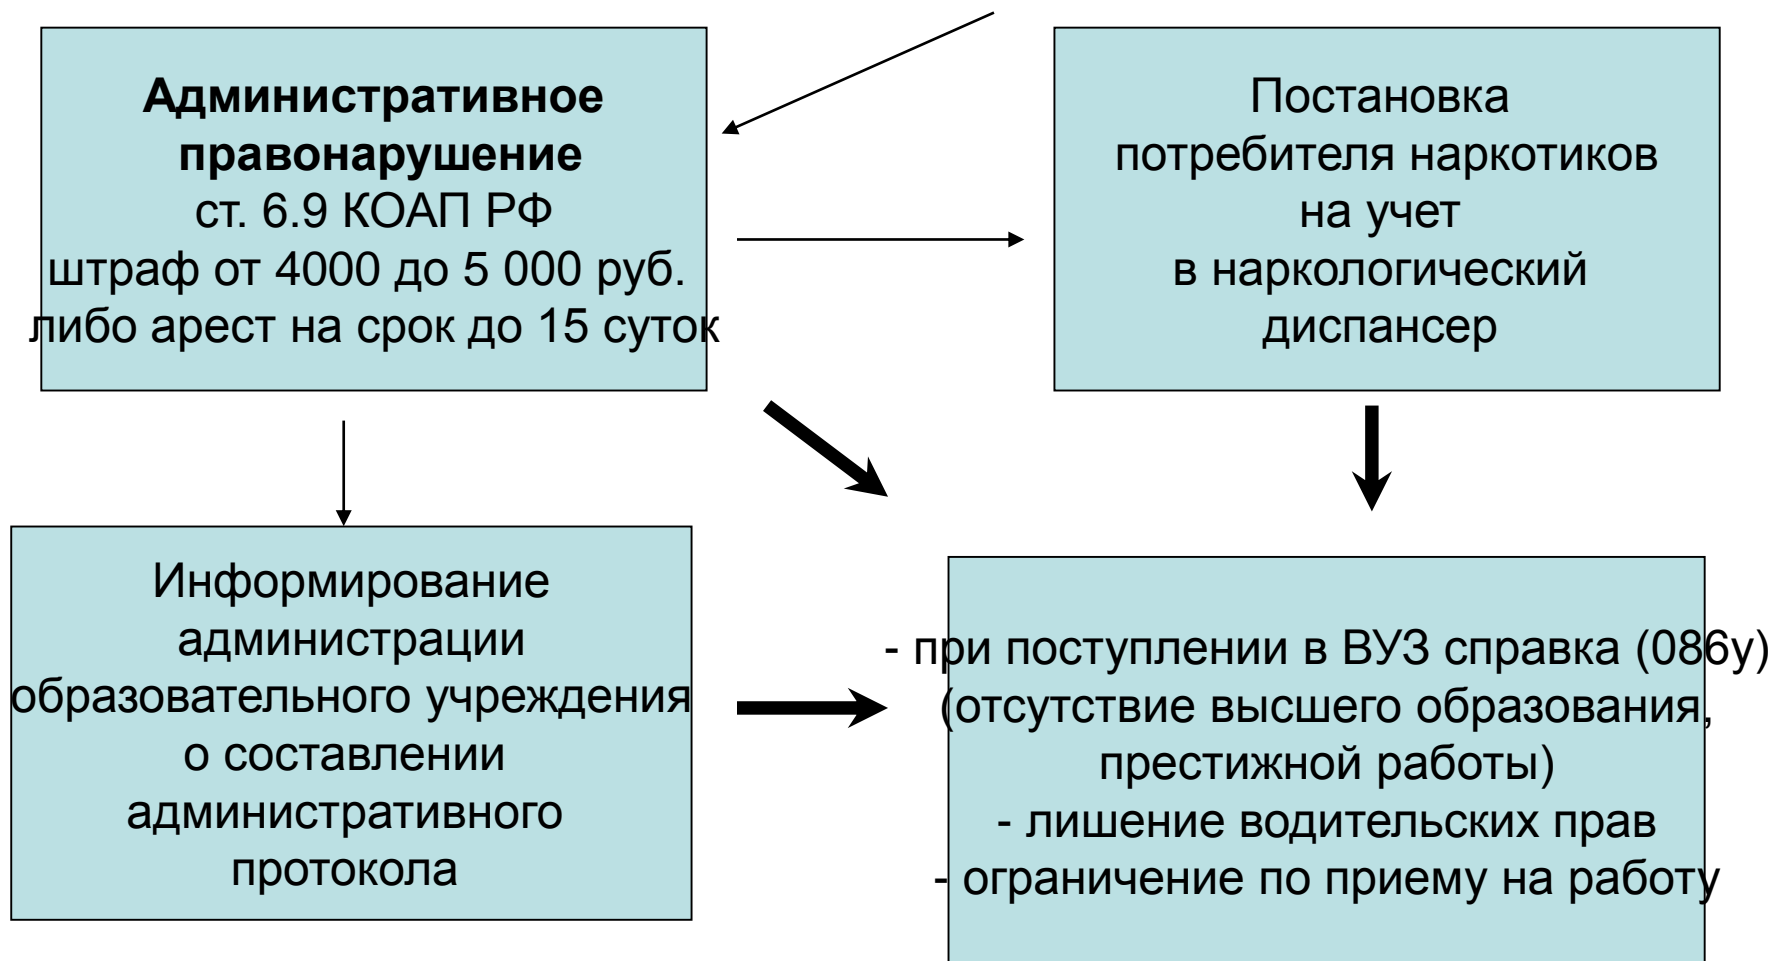 Административное
правонарушение
ст. 6.9 КОАП РФ
штраф от 4000 до 5 000 руб.
либо арест на срок до 15 суток
Постановка
потребителя наркотиков
на учет
в наркологический
диспансер
Информирование
администрации
образовательного учреждения
о составлении
административного
протокола
- при поступлении в ВУЗ справка (086у)
(отсутствие высшего образования,
престижной работы)
- лишение водительских прав
- ограничение по приему на работу